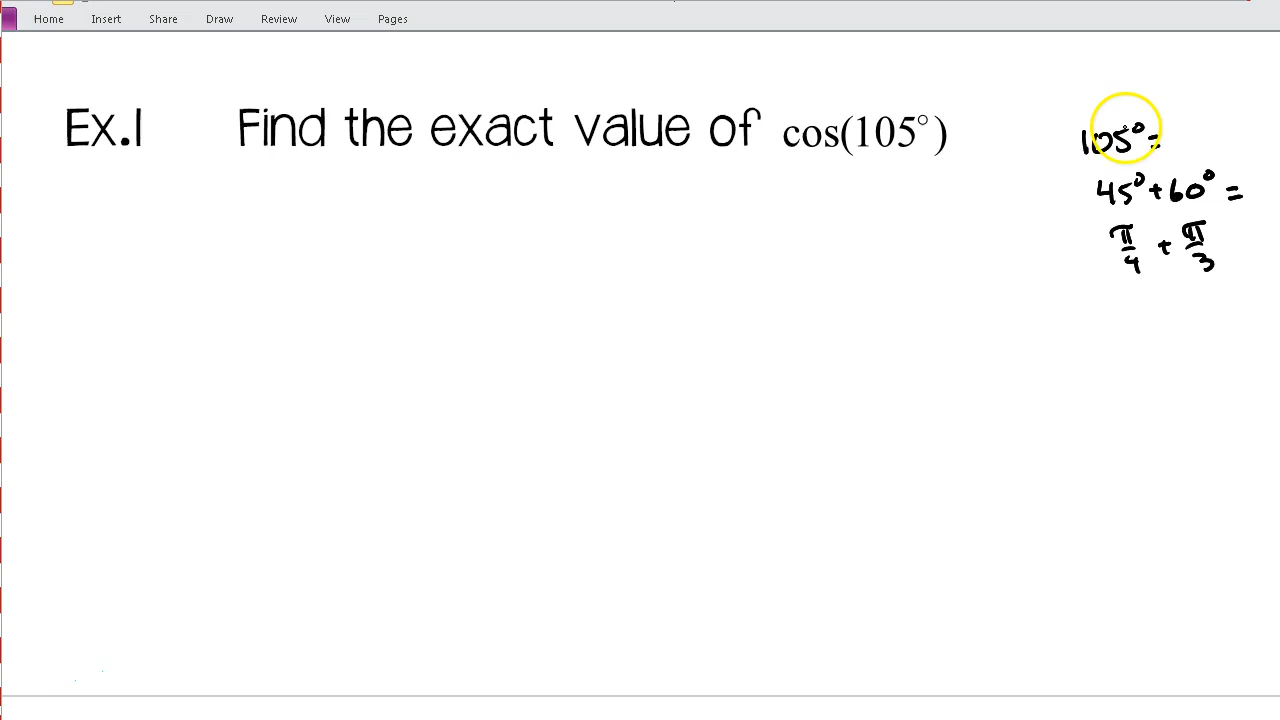 Home Insert Share Draw Review View Pages
Ex.1 Find the exact value of cos(105°)
105° =
45° + 60° =
π/4 + π/3